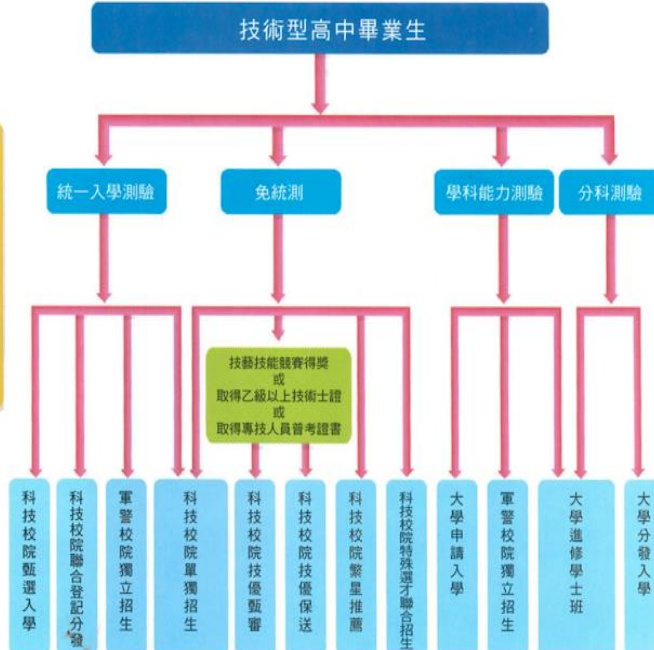 技術型高中畢業生
統一入學測驗
免統測
學科能力測驗
分科測驗
技藝技能競賽得獎
或
取得乙級以上技術士證
或
取得專技人員普考證書
科技校院甄選入學
科技校院聯合登記分發
軍警校院獨立招生
科技校院單獨招生
科技校院技優甄審
科技校院技優保送
科技校院繁星推薦
科技校院特殊選才聯合招生
大學申請入學
軍警校院獨立招生
大學進修學士班
大學分發入學